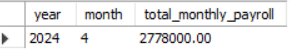 year month total_monthly_payroll
2024 4 2778000.00